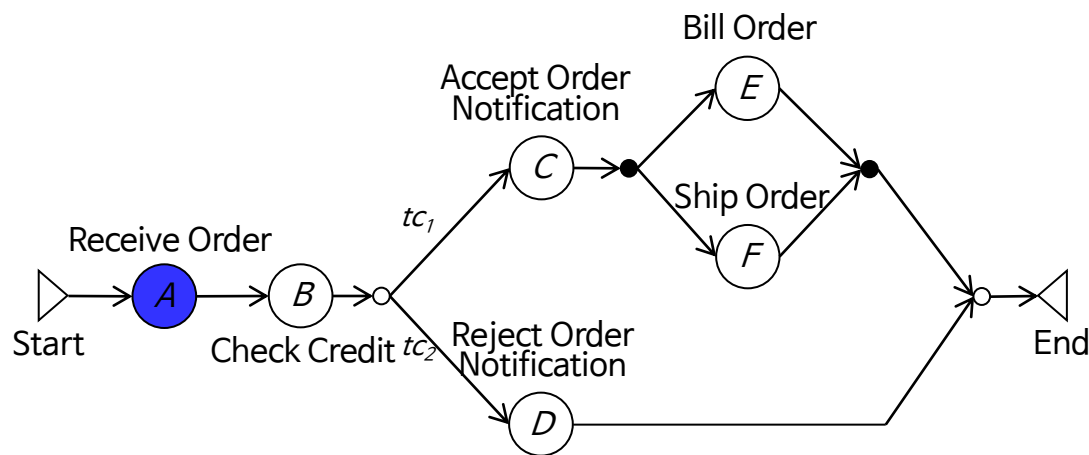 Bill Order
E
Accept Order
Notification
C
Ship Order
F
tc1
Receive Order
A
B
Start
Check Credit
tc2
Reject Order
Notification
D
End